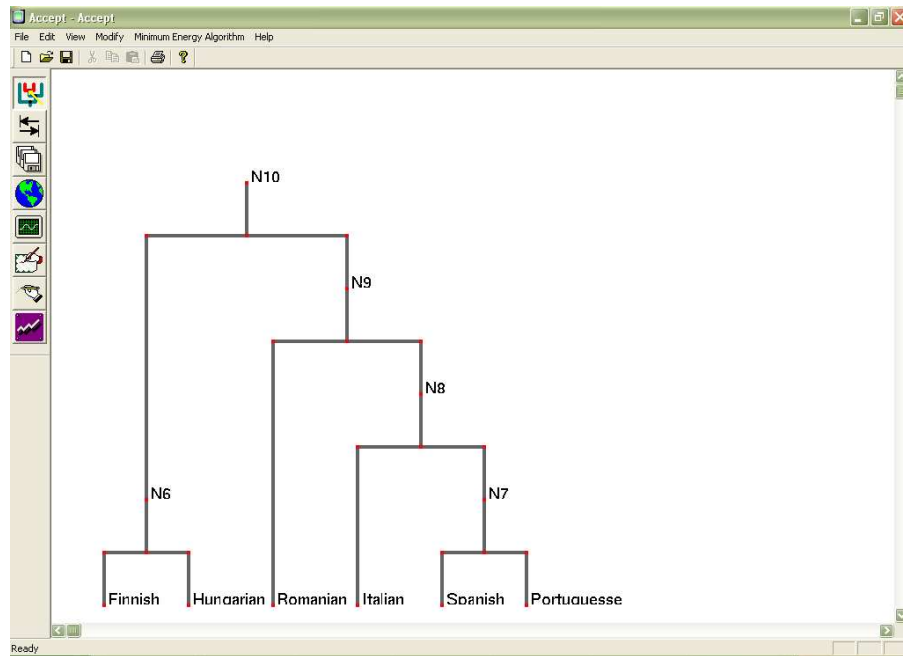 Accept - Accept
File Edit View Modify Minimum Energy Algorithm Help
N10
N9
N8
N6 N7
Finnish Hungarian Romanian Italian Spanish Portuguesse
Ready